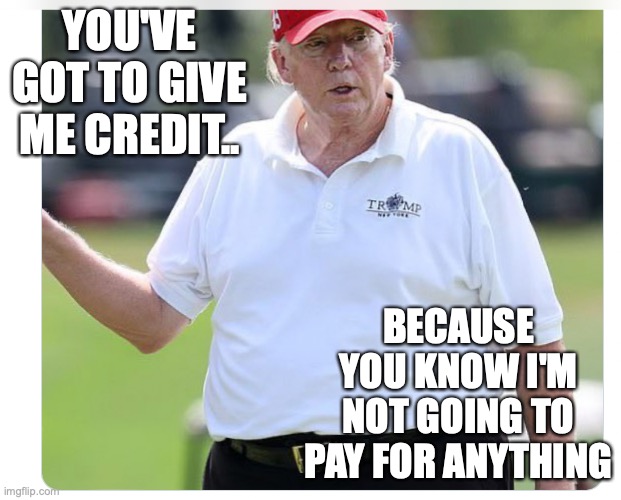 YOU'VE
GOT TO GIVE
ME CREDIT..
TRUMP
NEW YORK
BECAUSE
YOU KNOW I'M
NOT GOING TO
PAY FOR ANYTHING
imgflip.com